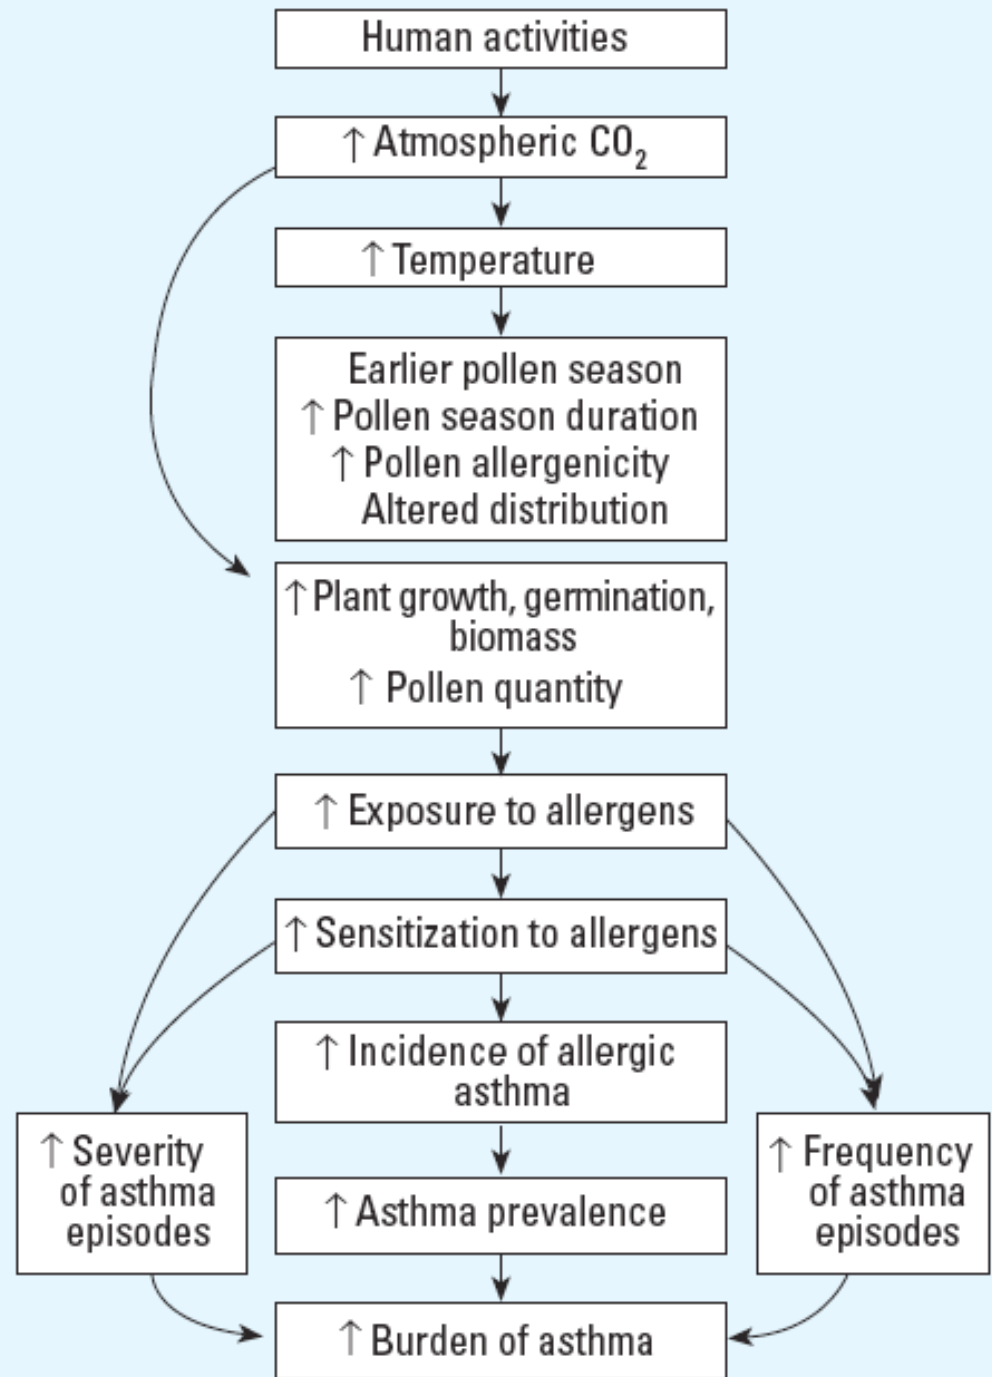 Human activities
↑ Atmospheric CO₂
↑ Temperature
Earlier pollen season
↑ Pollen season duration
↑ Pollen allergenicity
Altered distribution
↑ Plant growth, germination,
biomass
↑ Pollen quantity
↑ Exposure to allergens
↑ Sensitization to allergens
↑ Incidence of allergic
asthma
↑ Severity
of asthma
episodes
↑ Asthma prevalence
↑ Frequency
of asthma
episodes
↑ Burden of asthma